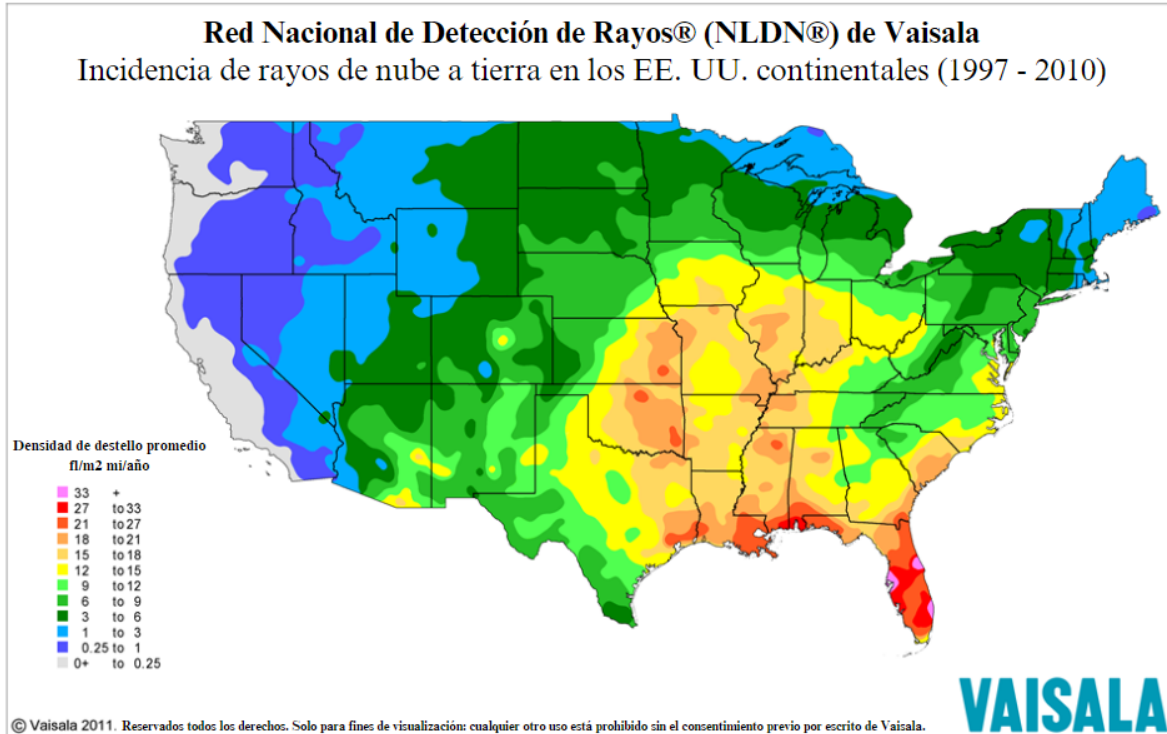 Red Nacional de Detección de Rayos® (NLDN®) de Vaisala
Incidencia de rayos de nube a tierra en los EE. UU. continentales (1997 - 2010)
Densidad de destello promedio
fl/m2 mi/año
33 +
27 to 33
21 to 27
18 to 21
15 to 18
12 to 15
9 to 12
6 to 9
3 to 6
1 to 3
0.25 to 1
0+ to 0.25
VAISALA
© Vaisala 2011. Reservados todos los derechos. Solo para fines de visualización: cualquier otro uso está prohibido sin el consentimiento previo por escrito de Vaisala.